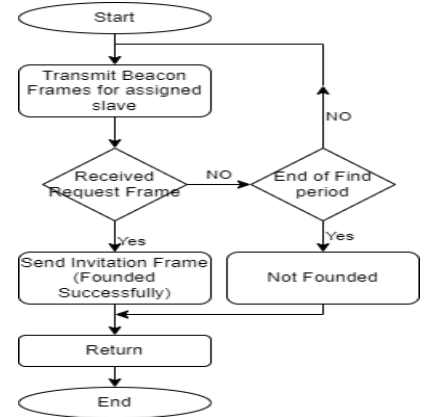 Start
Transmit Beacon
Frames for assigned
slave
NO
Received
Request Frame
NO
End of Find
period
Yes
Yes
Send Invitation Frame
(Founded
Successfully)
Not Founded
Return
End